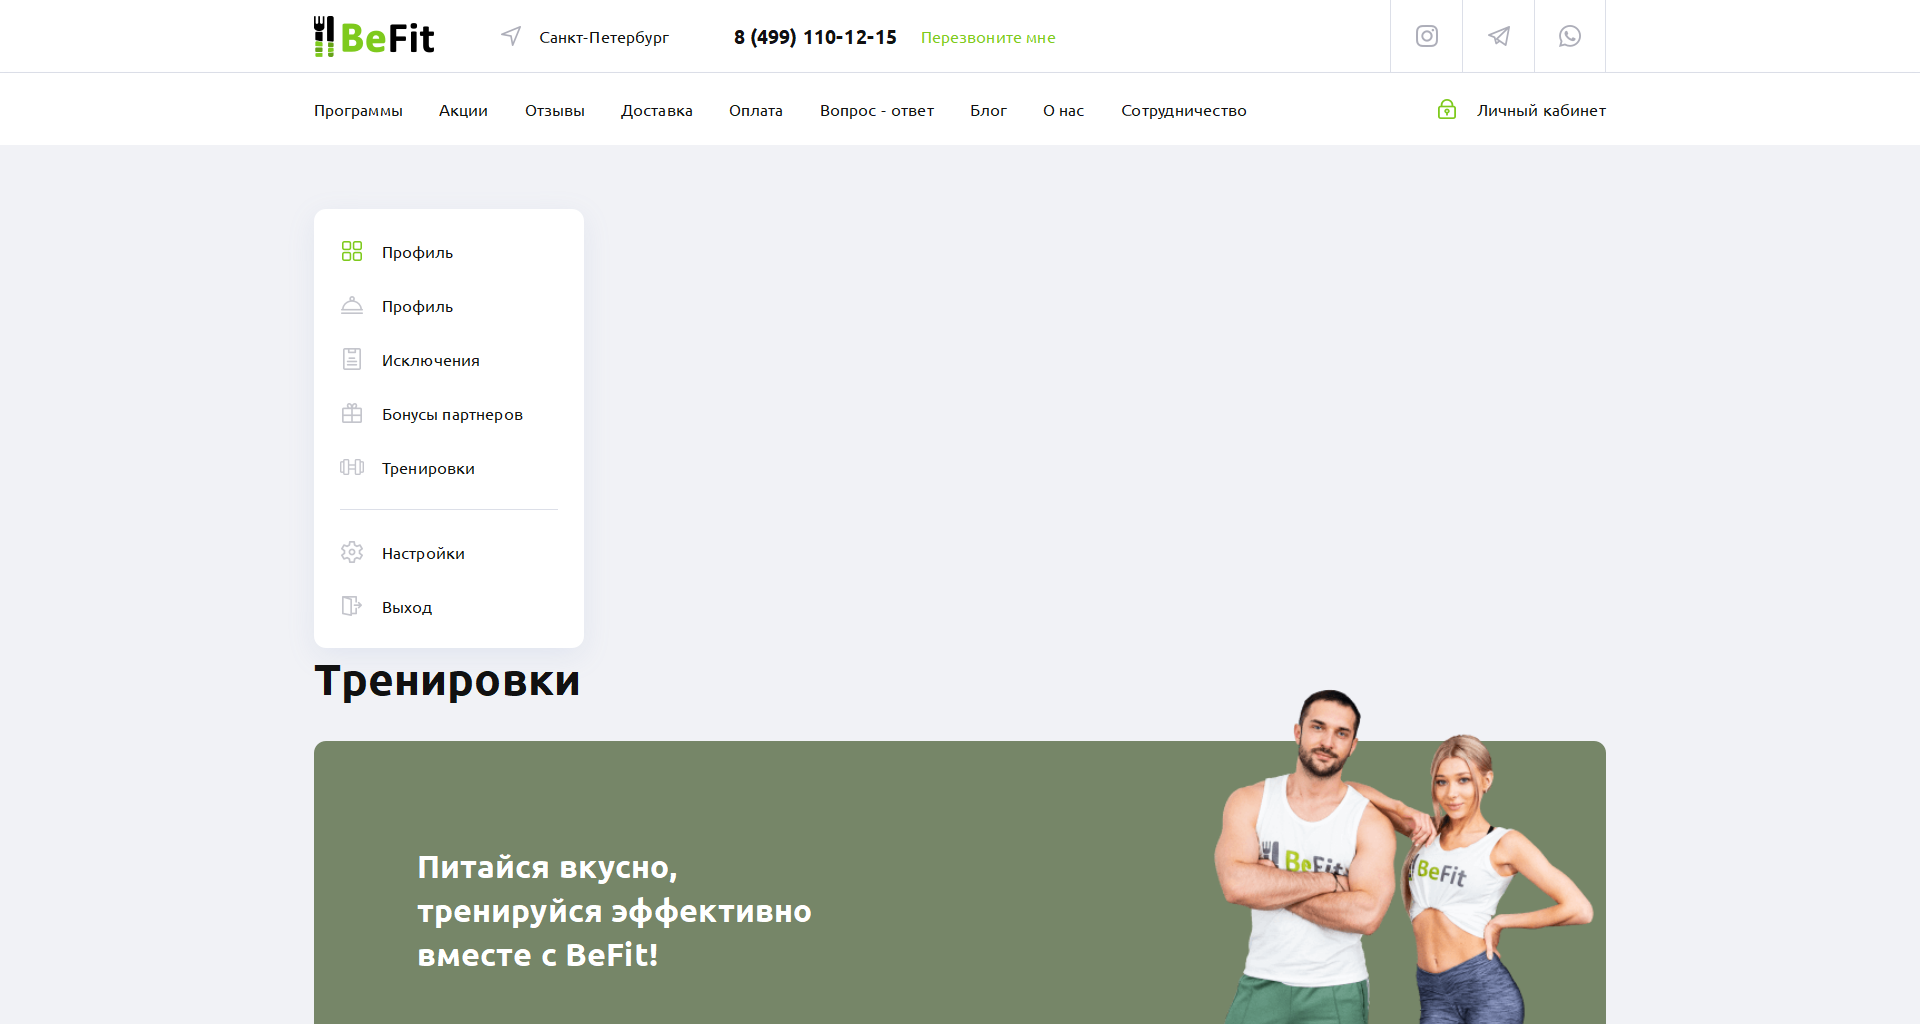 BeFit
Санкт-Петербург
8 (499) 110-12-15
Перезвоните мне
Программы
Акции
Отзывы
Доставка
Оплата
Вопрос - ответ
Блог
О нас
Сотрудничество
Личный кабинет
Профиль
Профиль
Исключения
Бонусы партнеров
Тренировки
Настройки
Выход
Тренировки
Питайся вкусно,
тренируйся эффективно
вместе с BeFit!
BeFit
BeFit